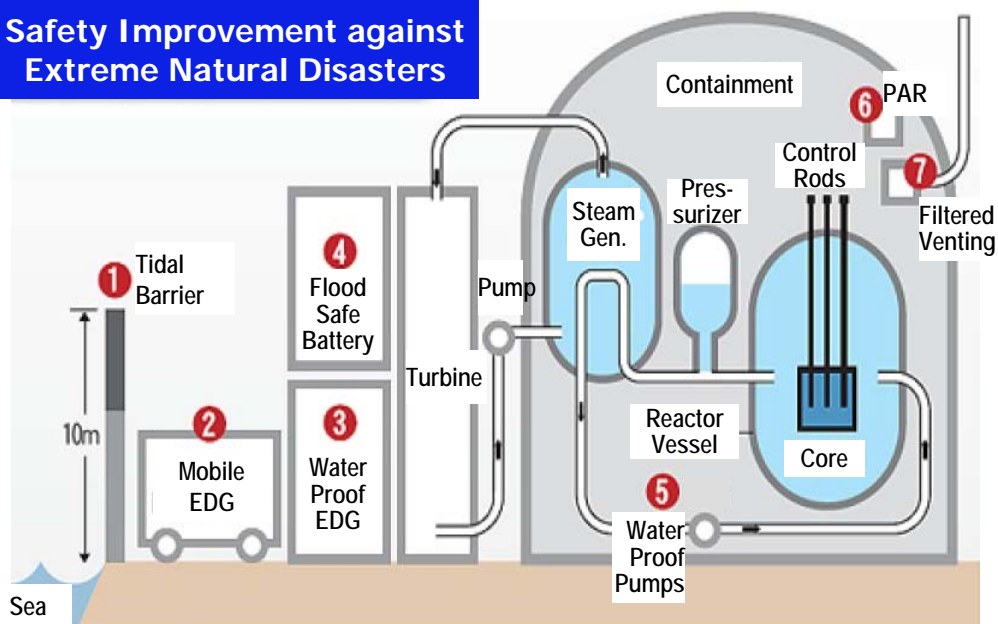 Safety Improvement against
Extreme Natural Disasters
Containment
6
PAR
Control
Rods
7
Filtered
Venting
Pres-
surizer
Steam
Gen.
4
Flood
Safe
Battery
1
Tidal
Barrier
Pump
Turbine
10m
2
Mobile
EDG
3
Water
Proof
EDG
Reactor
Vessel
Core
5
Water
Proof
Pumps
Sea